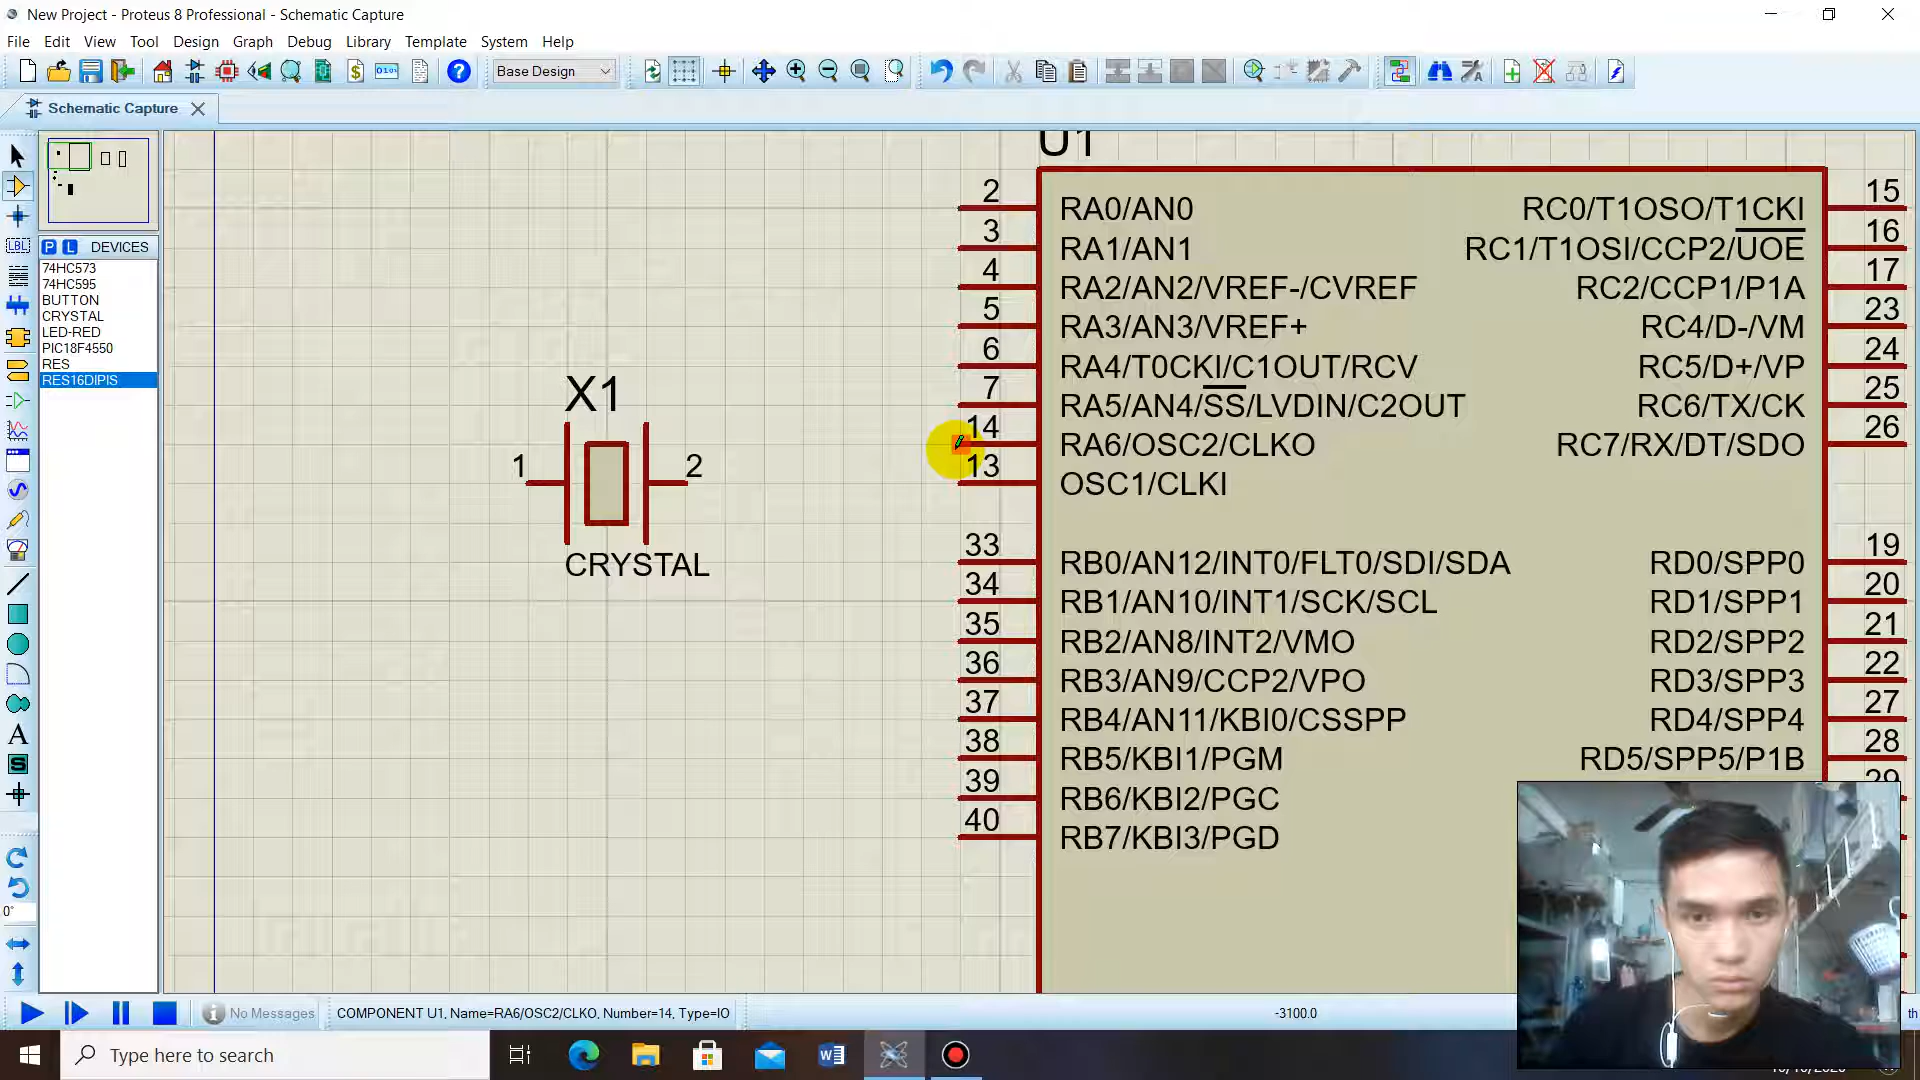 New Project - Proteus 8 Professional - Schematic Capture
File Edit View Tool Design Graph Debug Library Template System Help
Base Design
Schematic Capture
P L DEVICES
74HC573
74HC595
BUTTON
CRYSTAL
LED-RED
PIC18F4550
RES
RES16DIPIS
LBL
A
S
0°
X1
1 2
CRYSTAL
U1
2 RA0/AN0 RC0/T1OSO/T1CKI 15
3 RA1/AN1 RC1/T1OSI/CCP2/UOE 16
4 RA2/AN2/VREF-/CVREF RC2/CCP1/P1A 17
5 RA3/AN3/VREF+ RC4/D-/VM 23
6 RA4/T0CKI/C1OUT/RCV RC5/D+/VP 24
7 RA5/AN4/SS/LVDIN/C2OUT RC6/TX/CK 25
14 RA6/OSC2/CLKO RC7/RX/DT/SDO 26
13 OSC1/CLKI
33 RB0/AN12/INT0/FLT0/SDI/SDA RD0/SPP0 19
34 RB1/AN10/INT1/SCK/SCL RD1/SPP1 20
35 RB2/AN8/INT2/VMO RD2/SPP2 21
36 RB3/AN9/CCP2/VPO RD3/SPP3 22
37 RB4/AN11/KBI0/CSSPP RD4/SPP4 27
38 RB5/KBI1/PGM RD5/SPP5/P1B 28
39 RB6/KBI2/PGC 29
40 RB7/KBI3/PGD
No Messages COMPONENT U1, Name=RA6/OSC2/CLKO, Number=14, Type=IO -3100.0 th
Type here to search